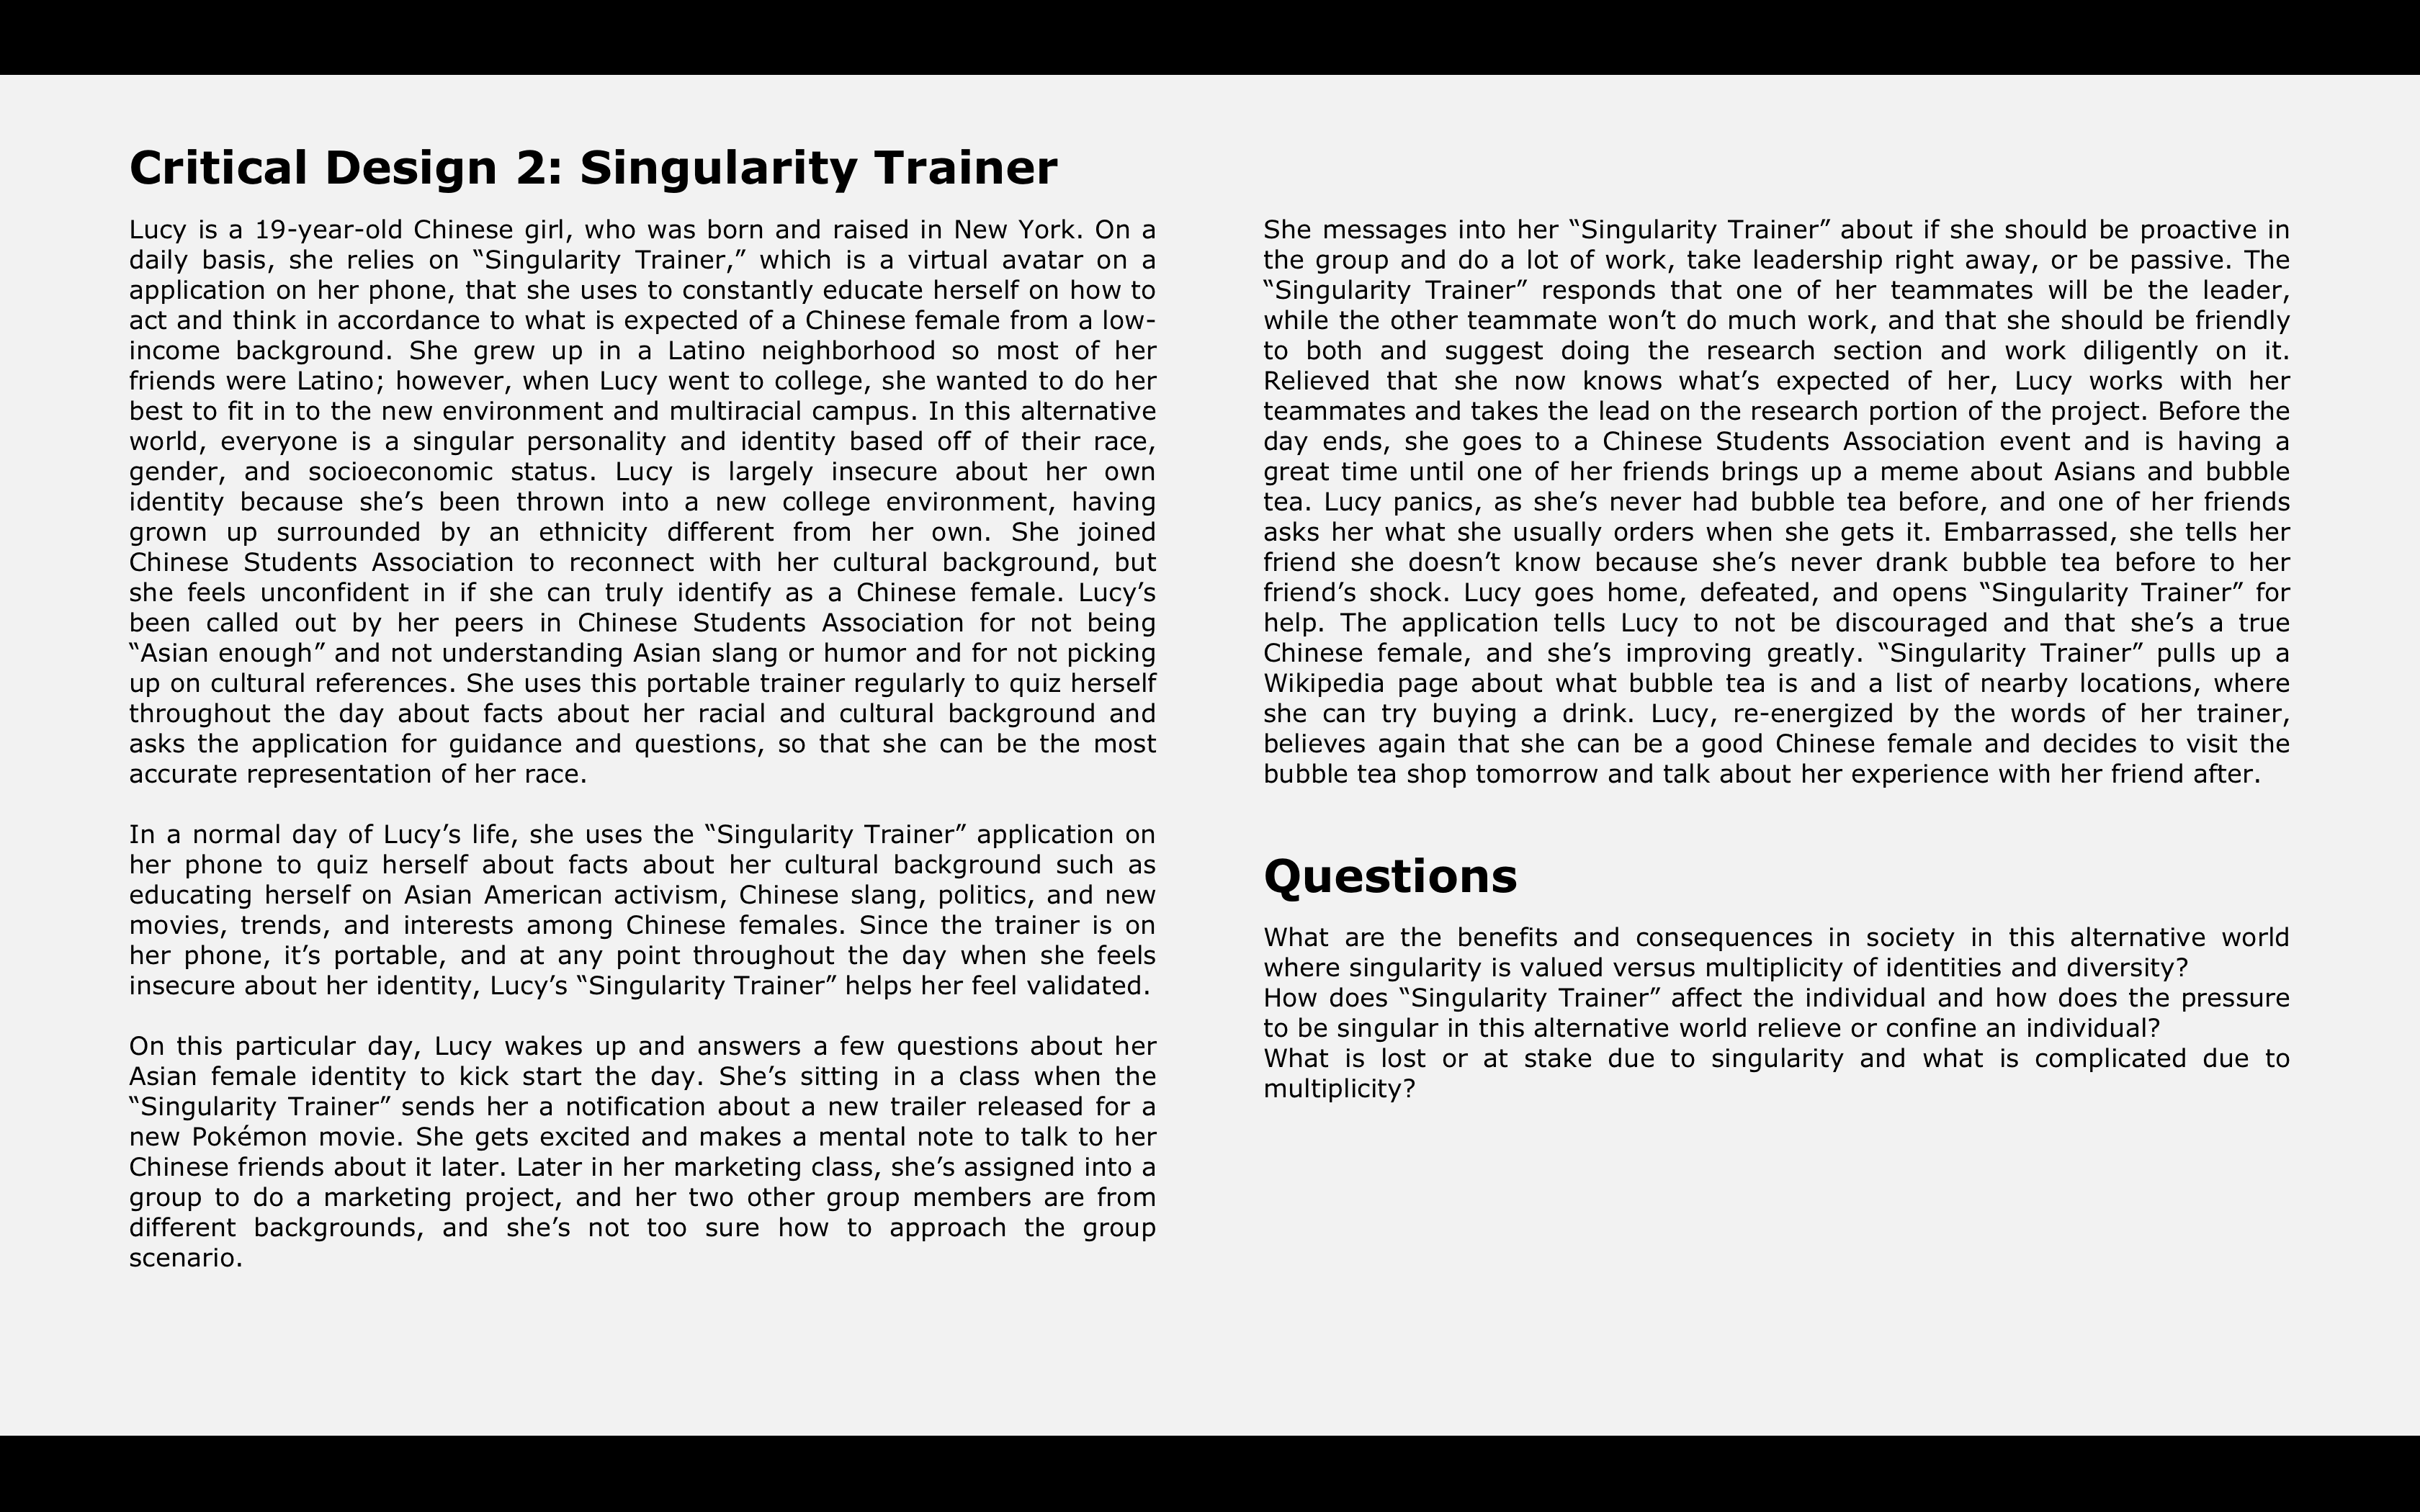 Critical Design 2: Singularity Trainer
Lucy is a 19-year-old Chinese girl, who was born and raised in New York. On a
daily basis, she relies on “Singularity Trainer,” which is a virtual avatar on a
application on her phone, that she uses to constantly educate herself on how to
act and think in accordance to what is expected of a Chinese female from a low-
income background. She grew up in a Latino neighborhood so most of her
friends were Latino; however, when Lucy went to college, she wanted to do her
best to fit in to the new environment and multiracial campus. In this alternative
world, everyone is a singular personality and identity based off of their race,
gender, and socioeconomic status. Lucy is largely insecure about her own
identity because she’s been thrown into a new college environment, having
grown up surrounded by an ethnicity different from her own. She joined
Chinese Students Association to reconnect with her cultural background, but
she feels unconfident in if she can truly identify as a Chinese female. Lucy’s
been called out by her peers in Chinese Students Association for not being
“Asian enough” and not understanding Asian slang or humor and for not picking
up on cultural references. She uses this portable trainer regularly to quiz herself
throughout the day about facts about her racial and cultural background and
asks the application for guidance and questions, so that she can be the most
accurate representation of her race.
In a normal day of Lucy’s life, she uses the “Singularity Trainer” application on
her phone to quiz herself about facts about her cultural background such as
educating herself on Asian American activism, Chinese slang, politics, and new
movies, trends, and interests among Chinese females. Since the trainer is on
her phone, it’s portable, and at any point throughout the day when she feels
insecure about her identity, Lucy’s “Singularity Trainer” helps her feel validated.
On this particular day, Lucy wakes up and answers a few questions about her
Asian female identity to kick start the day. She’s sitting in a class when the
“Singularity Trainer” sends her a notification about a new trailer released for a
new Pokémon movie. She gets excited and makes a mental note to talk to her
Chinese friends about it later. Later in her marketing class, she’s assigned into a
group to do a marketing project, and her two other group members are from
different backgrounds, and she’s not too sure how to approach the group
scenario.
She messages into her “Singularity Trainer” about if she should be proactive in
the group and do a lot of work, take leadership right away, or be passive. The
“Singularity Trainer” responds that one of her teammates will be the leader,
while the other teammate won’t do much work, and that she should be friendly
to both and suggest doing the research section and work diligently on it.
Relieved that she now knows what’s expected of her, Lucy works with her
teammates and takes the lead on the research portion of the project. Before the
day ends, she goes to a Chinese Students Association event and is having a
great time until one of her friends brings up a meme about Asians and bubble
tea. Lucy panics, as she’s never had bubble tea before, and one of her friends
asks her what she usually orders when she gets it. Embarrassed, she tells her
friend she doesn’t know because she’s never drank bubble tea before to her
friend’s shock. Lucy goes home, defeated, and opens “Singularity Trainer” for
help. The application tells Lucy to not be discouraged and that she’s a true
Chinese female, and she’s improving greatly. “Singularity Trainer” pulls up a
Wikipedia page about what bubble tea is and a list of nearby locations, where
she can try buying a drink. Lucy, re-energized by the words of her trainer,
believes again that she can be a good Chinese female and decides to visit the
bubble tea shop tomorrow and talk about her experience with her friend after.
Questions
What are the benefits and consequences in society in this alternative world
where singularity is valued versus multiplicity of identities and diversity?
How does “Singularity Trainer” affect the individual and how does the pressure
to be singular in this alternative world relieve or confine an individual?
What is lost or at stake due to singularity and what is complicated due to
multiplicity?